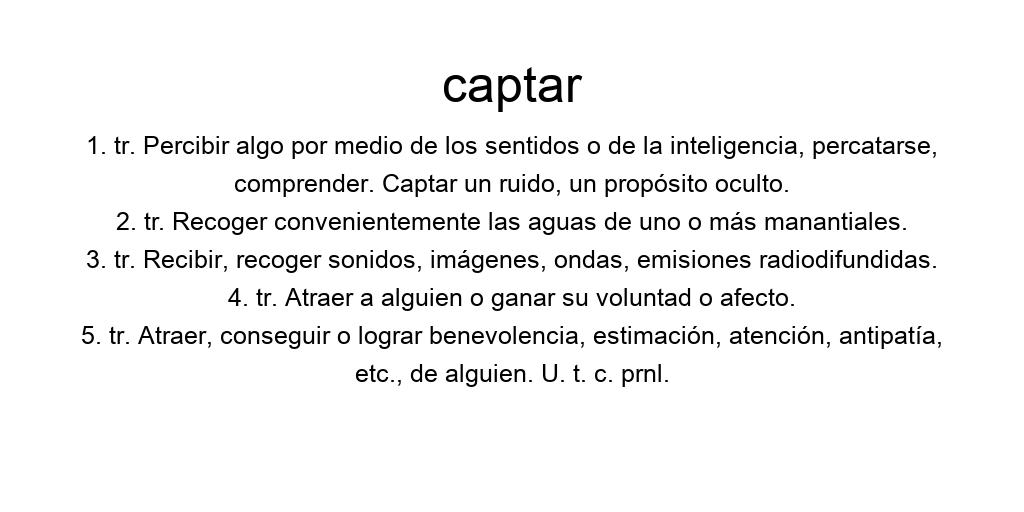 captar
1. tr. Percibir algo por medio de los sentidos o de la inteligencia, percatarse,
comprender. Captar un ruido, un propósito oculto.
2. tr. Recoger convenientemente las aguas de uno o más manantiales.
3. tr. Recibir, recoger sonidos, imágenes, ondas, emisiones radiodifundidas.
4. tr. Atraer a alguien o ganar su voluntad o afecto.
5. tr. Atraer, conseguir o lograr benevolencia, estimación, atención, antipatía,
etc., de alguien. U. t. c. prnl.